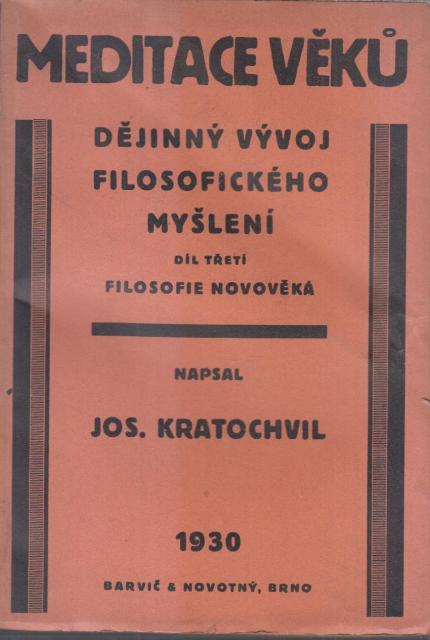 MEDITACE VĚKŮ
DĚJINNÝ VÝVOJ
FILOSOFICKÉHO
MYŠLENÍ
DÍL TŘETÍ
FILOSOFIE NOVOVĚKÁ
NAPSAL
JOS. KRATOCHVIL
1930
BARVIČ & NOVOTNÝ, BRNO